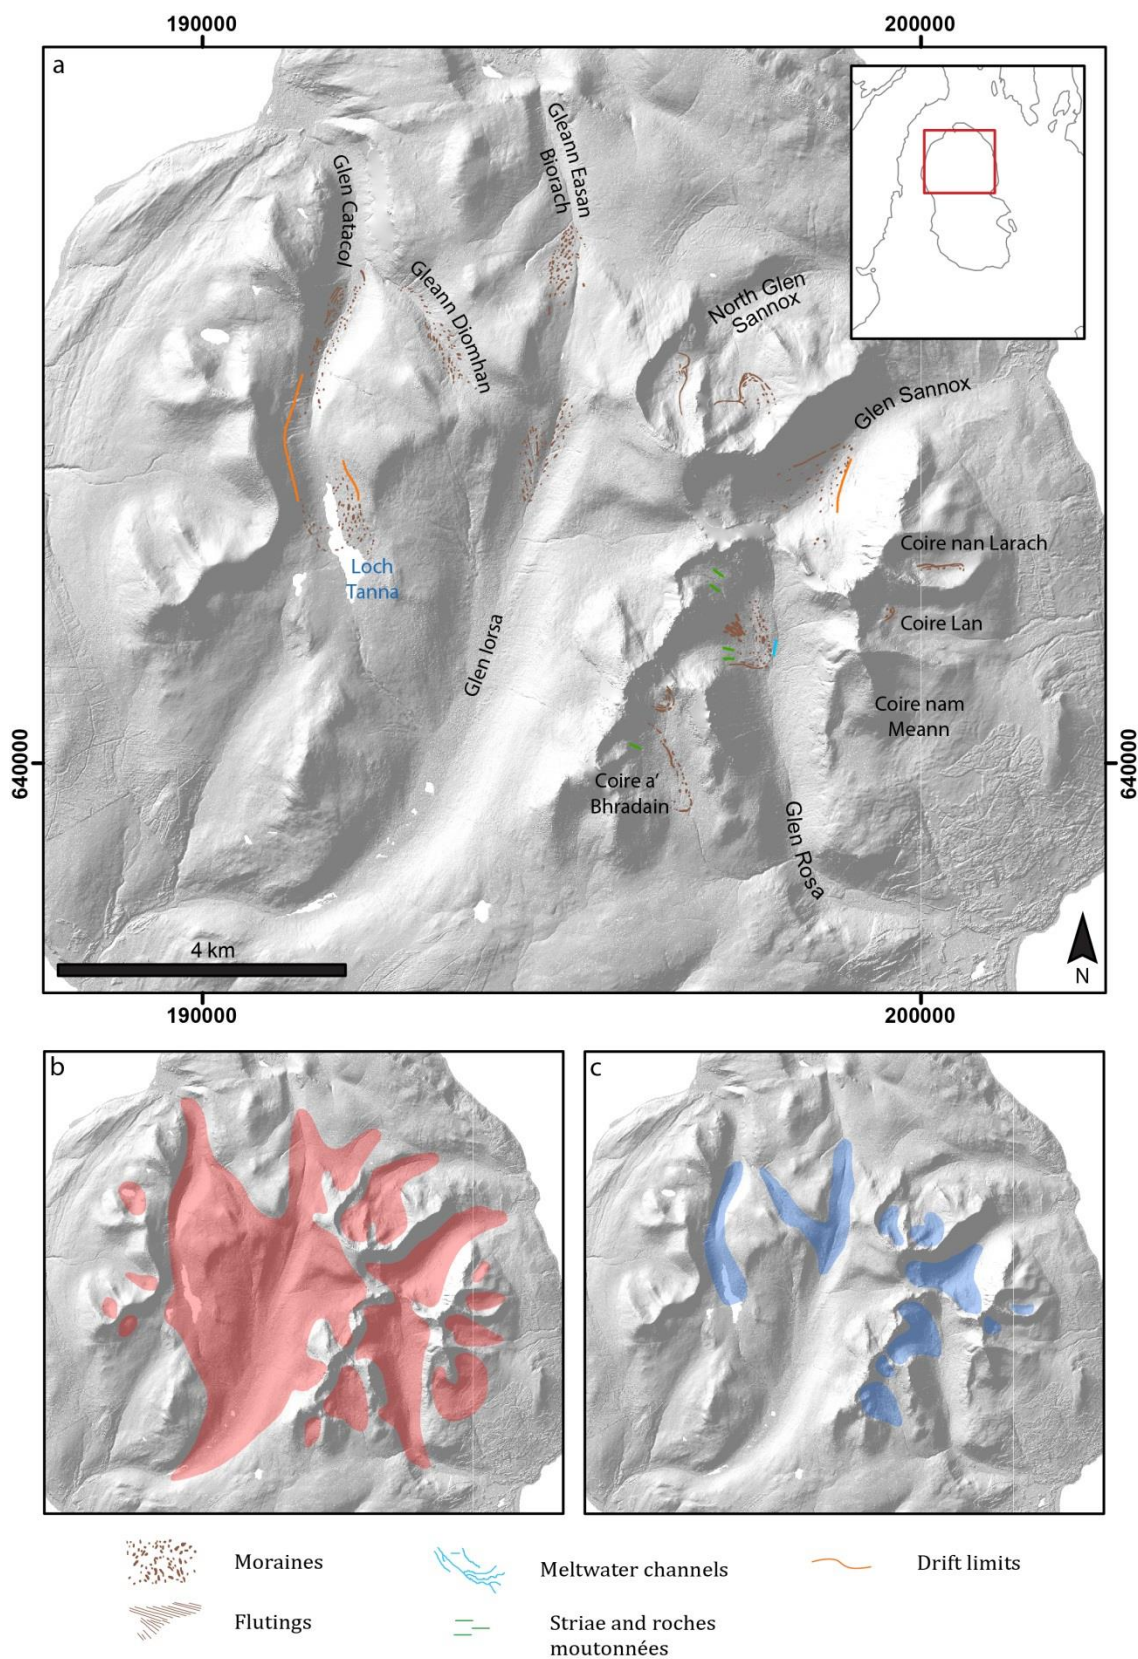 190000
200000
a
Gleann Easan
Biorach
Glen Catacol
Gleann Diomhan
North Glen
Sannox
Glen Sannox
Coire nan Larach
Loch
Tanna
Coire Lan
Glen Iorsa
Coire nam
Meann
640000
640000
Coire a'
Bhradain
Glen Rosa
4 km
N
190000
200000
b
c
Moraines
Meltwater channels
Drift limits
Flutings
Striae and roches
moutonnées